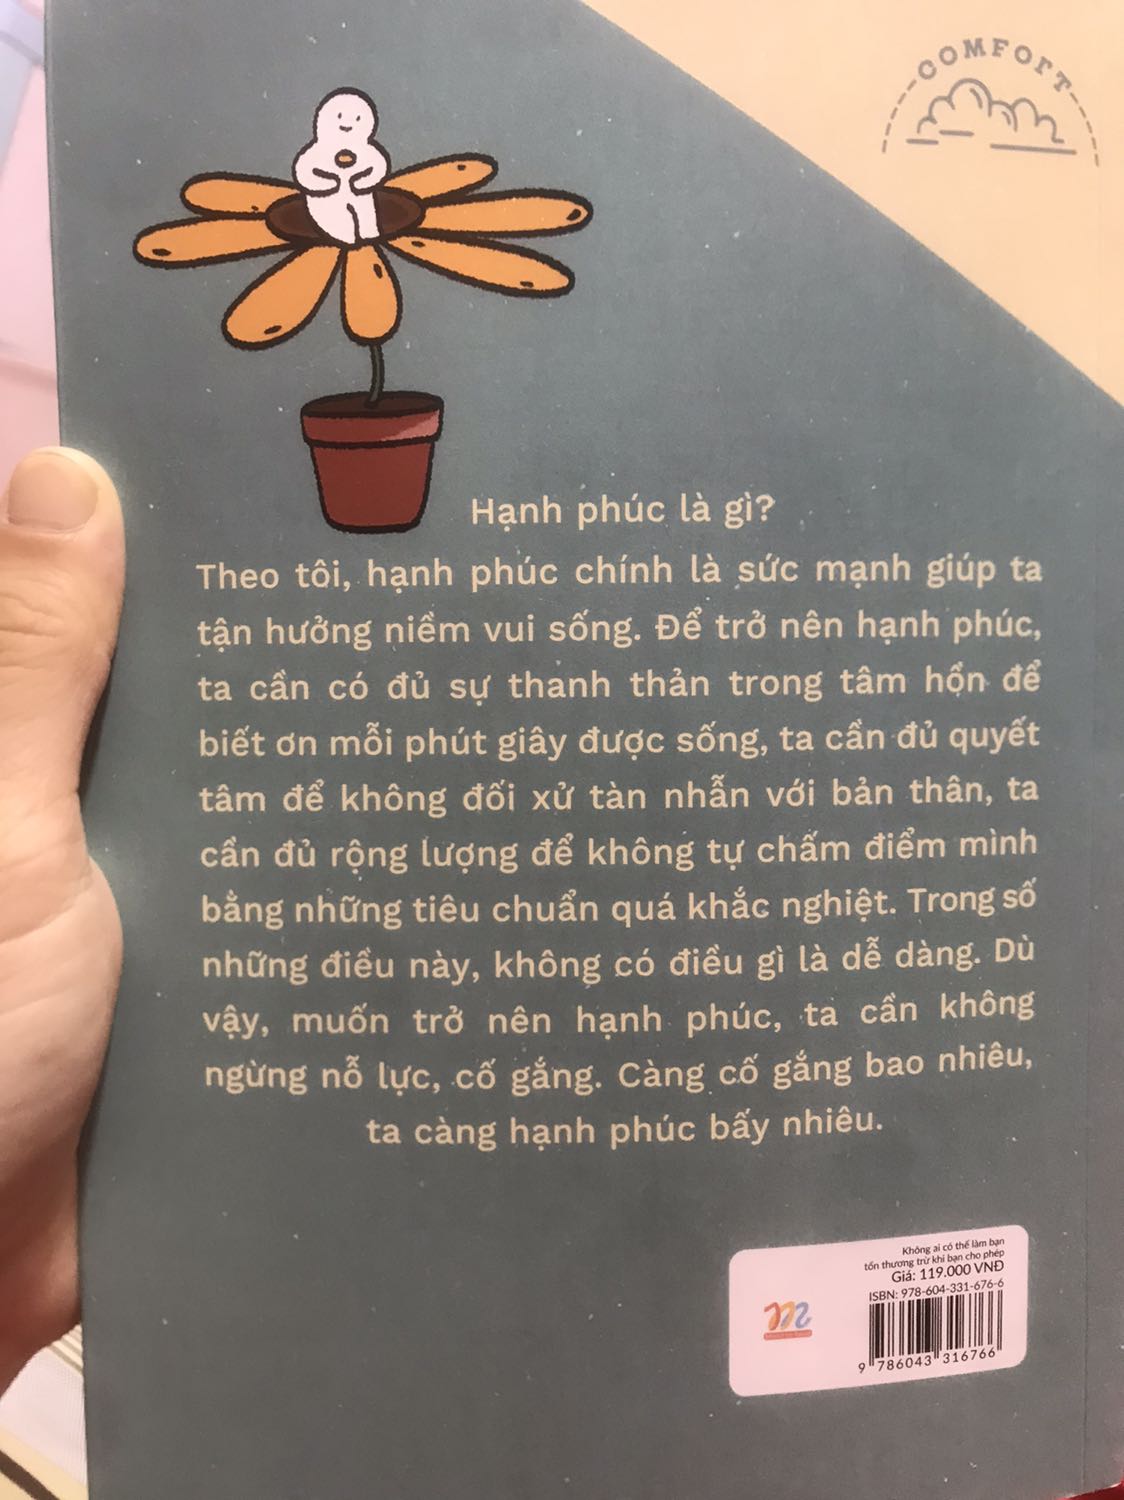 COMFORT
Hạnh phúc là gì?
Theo tôi, hạnh phúc chính là sức mạnh giúp ta
tận hưởng niềm vui sống. Để trở nên hạnh phúc,
ta cần có đủ sự thanh thản trong tâm hồn để
biết ơn mỗi phút giây được sống, ta cần đủ quyết
tâm để không đối xử tàn nhẫn với bản thân, ta
cần đủ rộng lượng để không tự chấm điểm mình
bằng những tiêu chuẩn quá khắc nghiệt. Trong số
những điều này, không có điều gì là dễ dàng. Dù
vậy, muốn trở nên hạnh phúc, ta cần không
ngừng nỗ lực, cố gắng. Càng cố gắng bao nhiêu,
ta càng hạnh phúc bấy nhiêu.
Không ai có thể làm bạn
tổn thương trừ khi bạn cho phép
Giá: 119.000 VNĐ
ISBN: 978-604-331-676-6
9 786043 316766